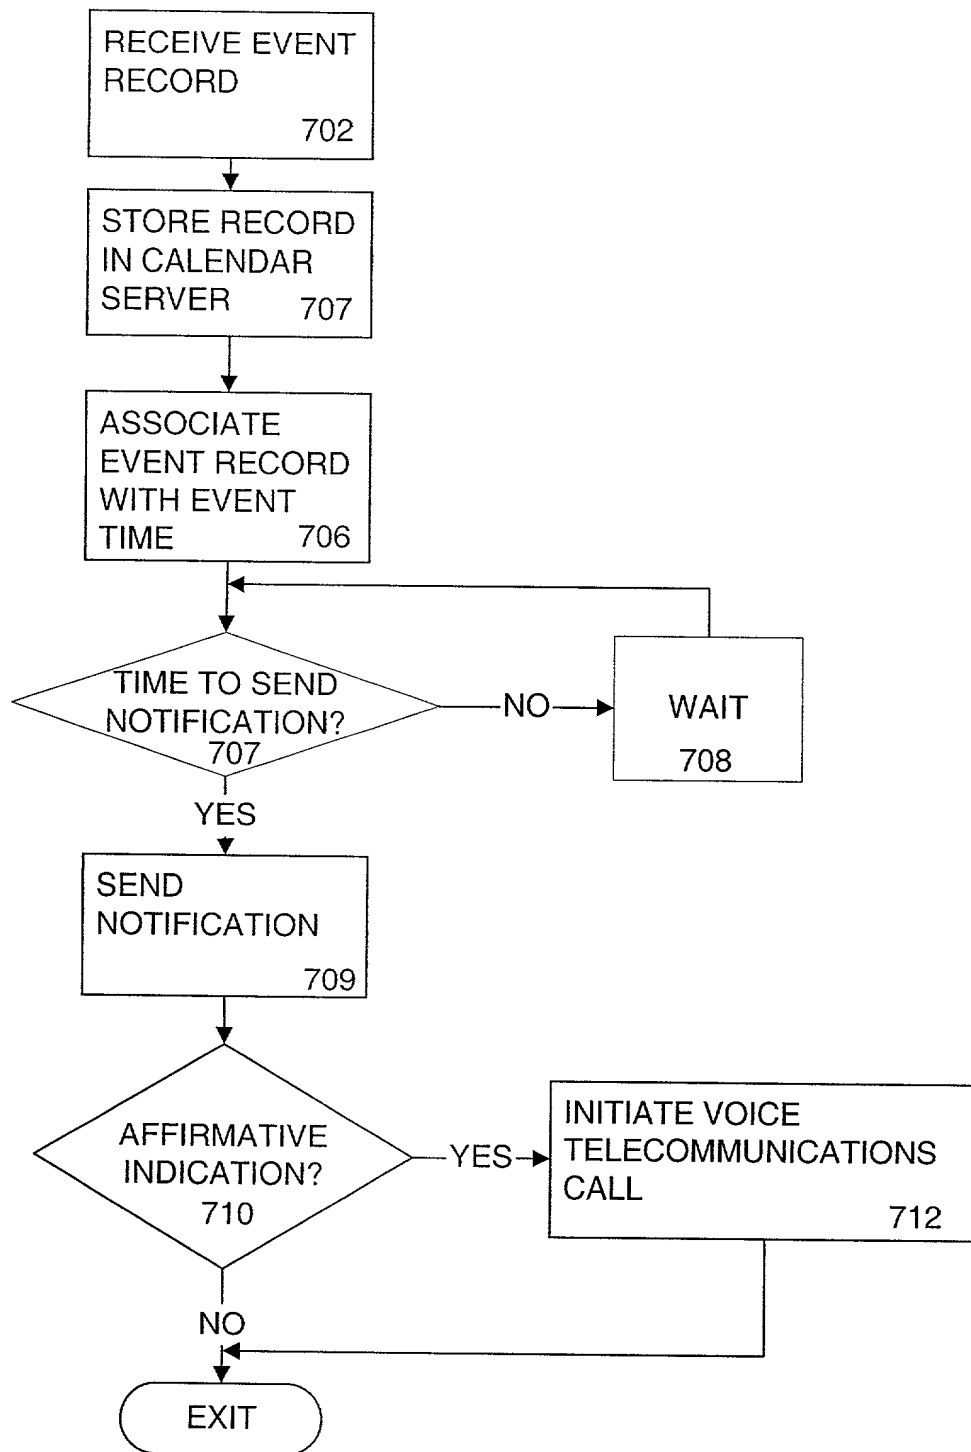 RECEIVE EVENT
RECORD
702
STORE RECORD
IN CALENDAR
SERVER
707
ASSOCIATE
EVENT RECORD
WITH EVENT
TIME
706
TIME TO SEND
NOTIFICATION?
707
NO
WAIT
708
YES
SEND
NOTIFICATION
709
AFFIRMATIVE
INDICATION?
710
YES
INITIATE VOICE
TELECOMMUNICATIONS
CALL
712
NO
EXIT